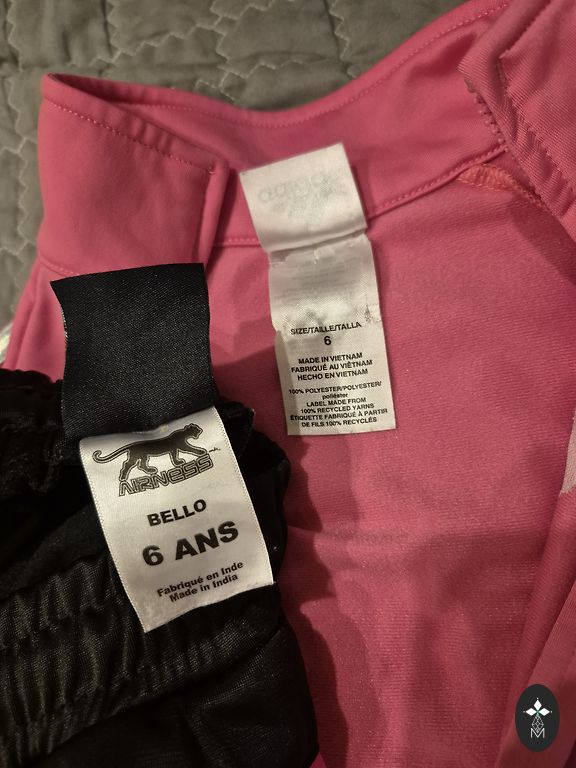 SIZE/TAILLE/TALLA
6
MADE IN VIETNAM
FABRIQUÉ AU VIÊTNAM
HECHO EN VIETNAM
100% POLYESTER/POLYESTER/
poliéster
LABEL MADE FROM
100% RECYCLED YARNS
ÉTIQUETTE FABRIQUÉ À PARTIR
DE FILS 100% RECYCLÉS
AIRNESS
BELLO
6 ANS
Fabriqué en Inde
Made in India
M